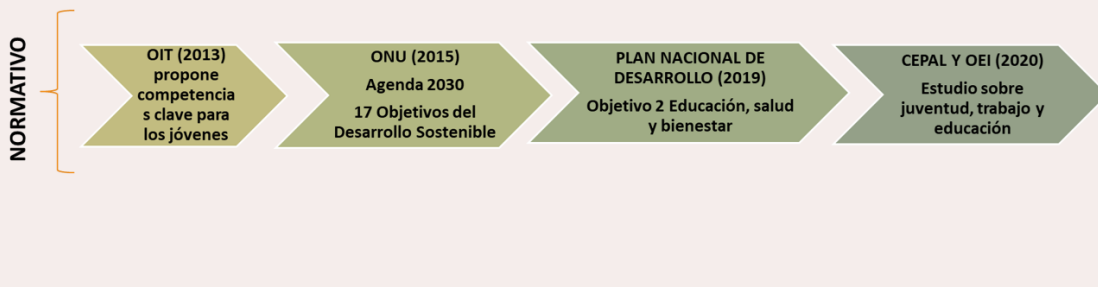 NORMATIVO
OIT (2013)
propone
competencia
s clave para
los jóvenes
ONU (2015)
Agenda 2030
17 Objetivos del
Desarrollo Sostenible
PLAN NACIONAL DE
DESARROLLO (2019)
Objetivo 2 Educación, salud
y bienestar
CEPAL Y OEI (2020)
Estudio sobre
juventud, trabajo y
educación